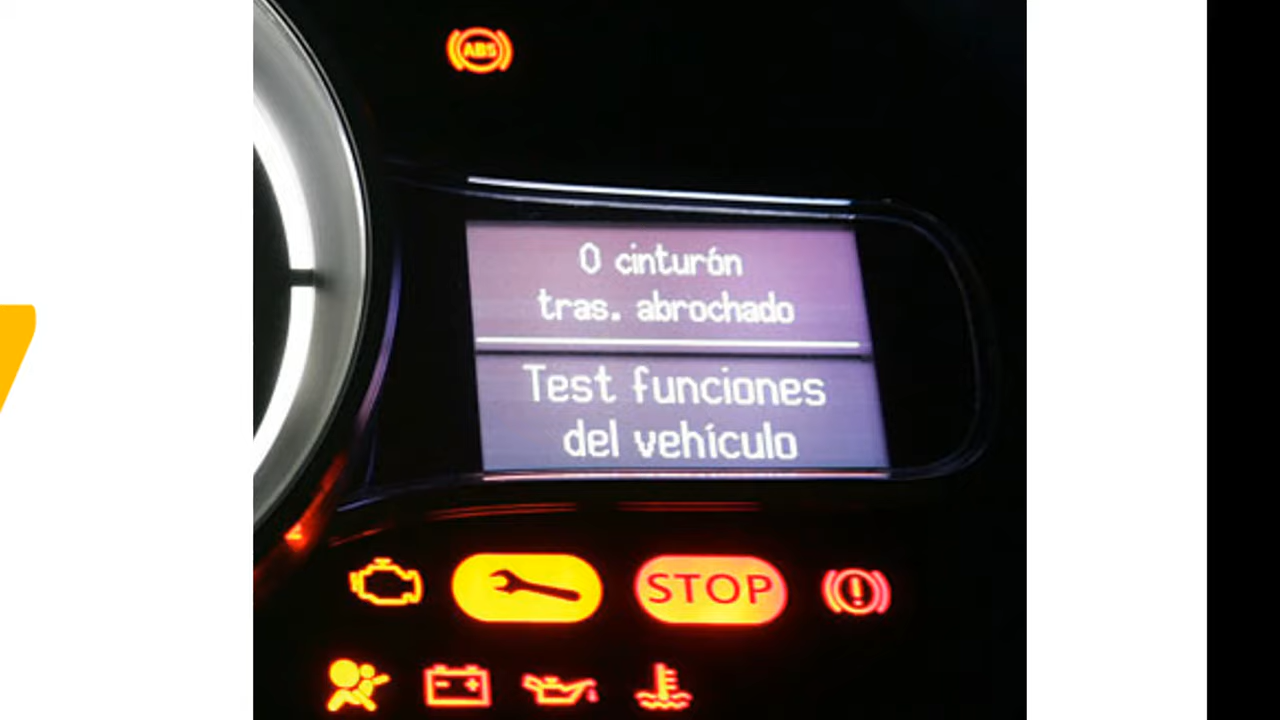 ABS
0 cinturón
tras. abrochado
Test funciones
del vehículo
STOP